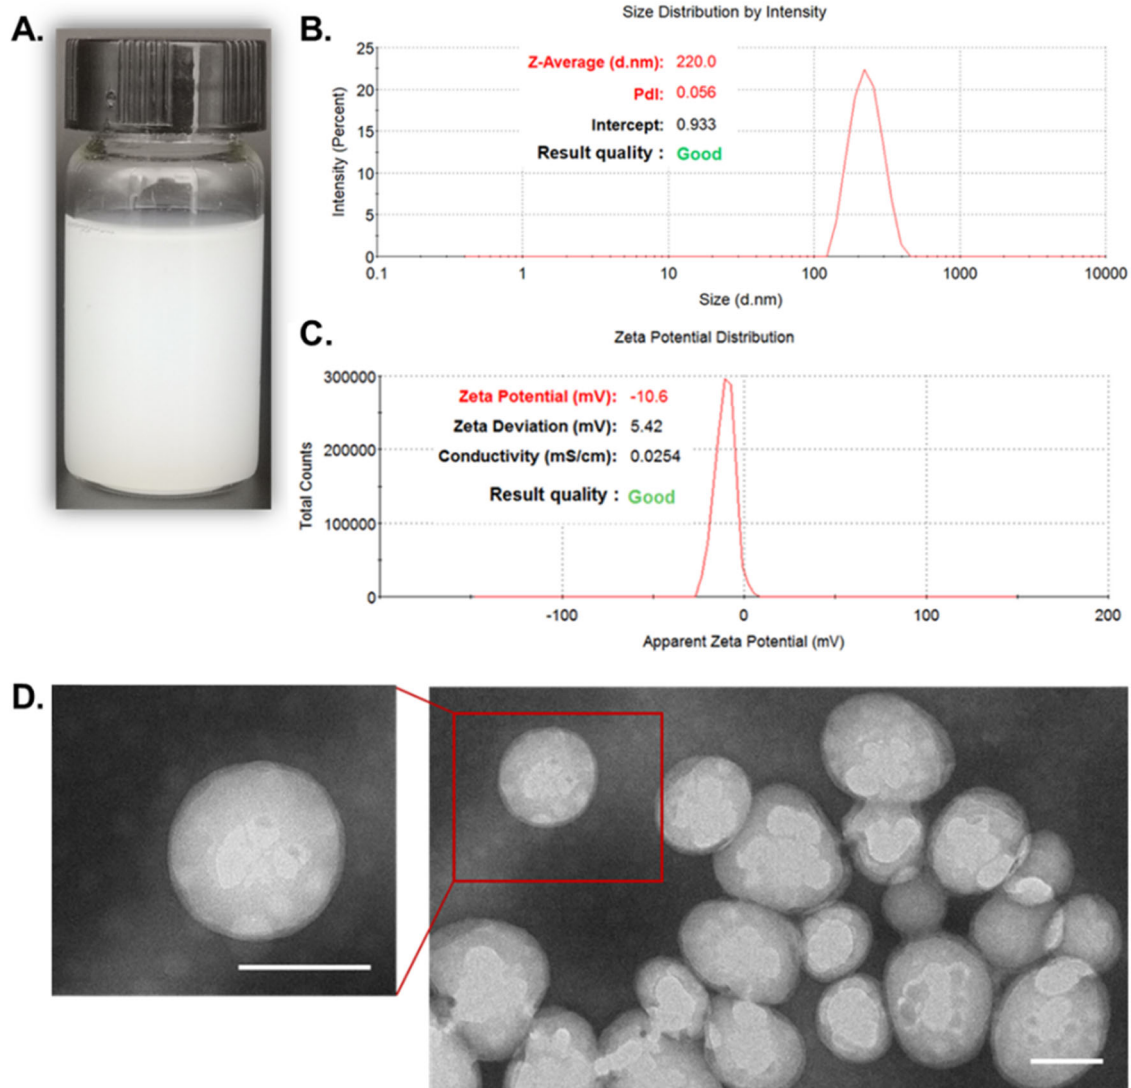 A.
B.
Size Distribution by Intensity
Z-Average (d.nm): 220.0
PdI: 0.056
Intercept: 0.933
Result quality : Good
Intensity (Percent)
25
20
15
10
5
0
0.1 1 10 100 1000 10000
Size (d.nm)
C.
Zeta Potential Distribution
Zeta Potential (mV): -10.6
Zeta Deviation (mV): 5.42
Conductivity (mS/cm): 0.0254
Result quality : Good
Total Counts
300000
200000
100000
0
-100 0 100 200
Apparent Zeta Potential (mV)
D.